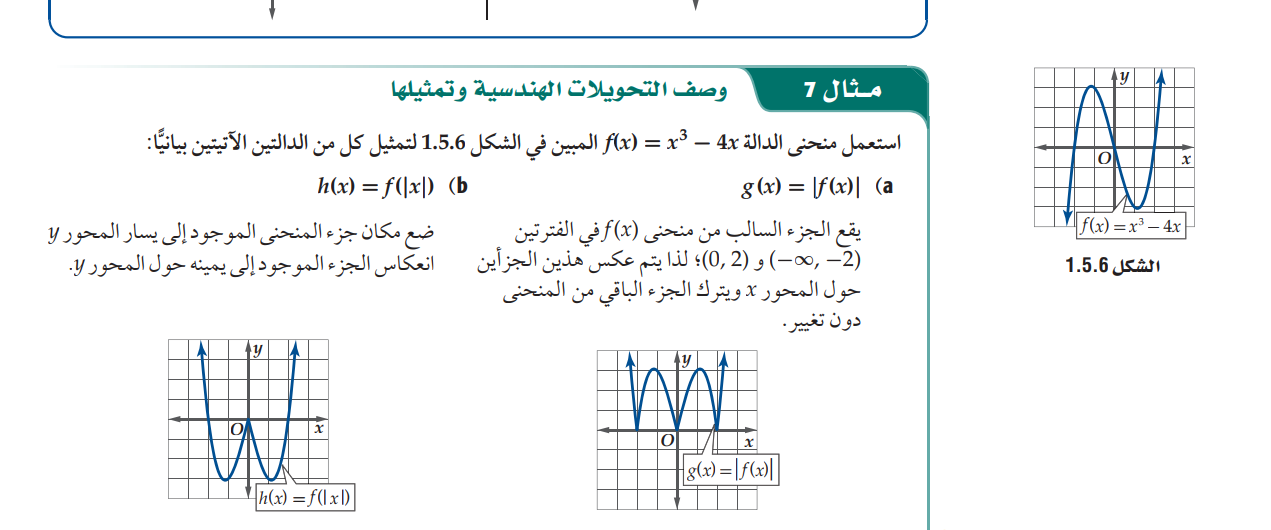 مثال 7 وصف التحويلات الهندسية وتمثيلها
استعمل منحنى الدالة f(x) = x³ − 4x المبين في الشكل 1.5.6 لتمثيل كل من الدالتين الآتيتين بيانيًّا:
g(x) = |f(x)| (a
يقع الجزء السالب من منحنى f(x) في الفترتين
(−∞, −2) و (0, 2)؛ لذا يتم عكس هذين الجزأين
حول المحور x ويترك الجزء الباقي من المنحنى
دون تغيير.
y
O
x
g(x) = |f(x)|
h(x) = f(|x|) (b
ضع مكان جزء المنحنى الموجود إلى يسار المحور y
انعكاس الجزء الموجود إلى يمينه حول المحور y.
y
O
x
h(x) = f(|x|)
y
O
x
f(x) = x³ − 4x
الشكل 1.5.6